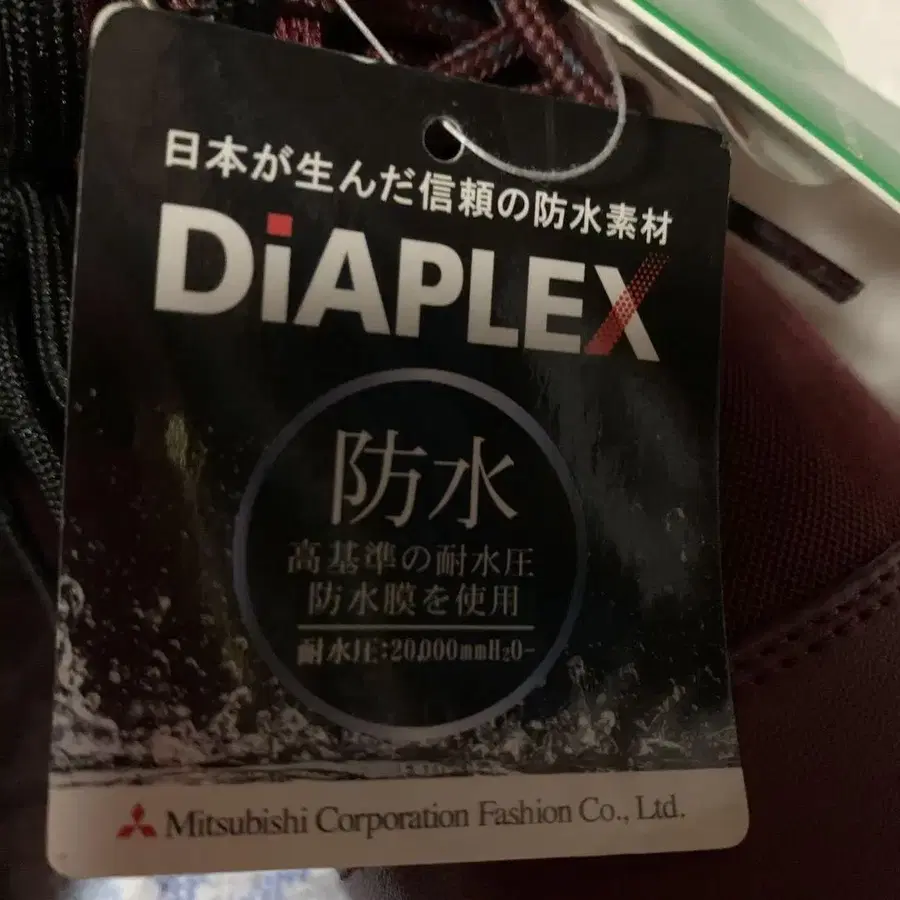 日本が生んだ信頼の防水素材
DiAPLEX
防水
高基準の耐水圧
防水膜を使用
耐水圧:20,000mmH₂O-
Mitsubishi Corporation Fashion Co., Ltd.